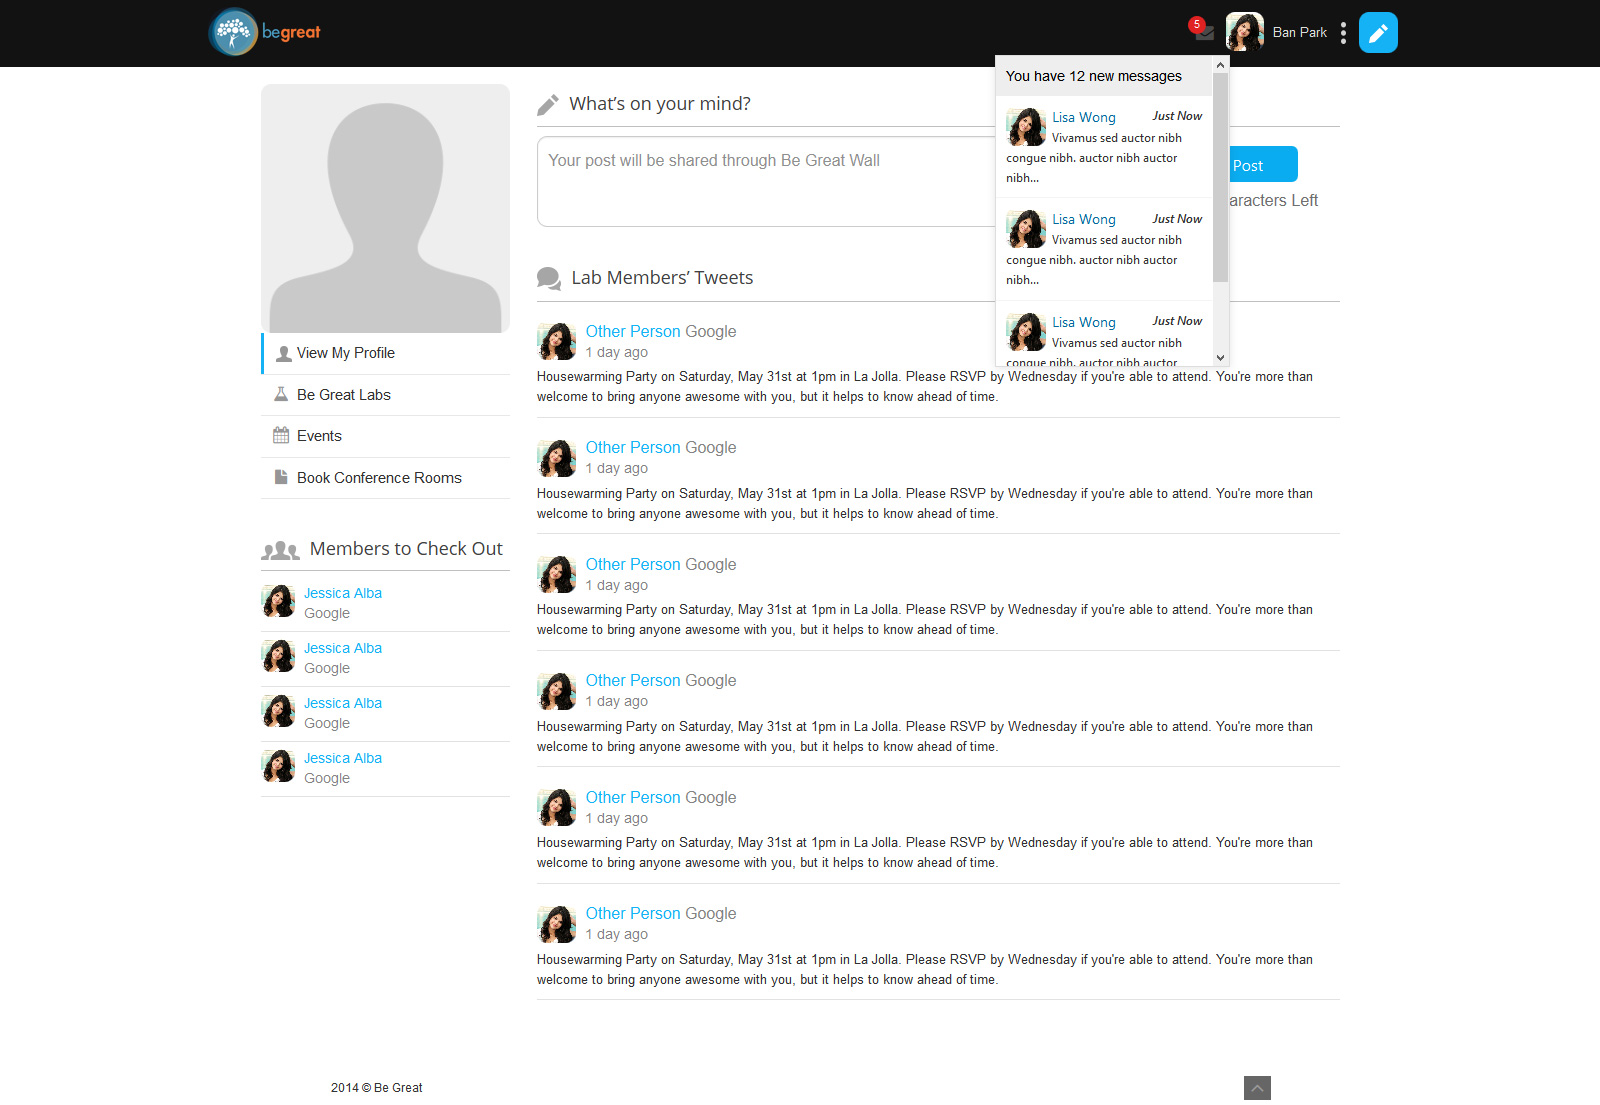 begreat
5
Ban Park
You have 12 new messages
Lisa Wong Just Now
Vivamus sed auctor nibh
congue nibh. auctor nibh auctor
nibh...
Lisa Wong Just Now
Vivamus sed auctor nibh
congue nibh. auctor nibh auctor
nibh...
Lisa Wong Just Now
Vivamus sed auctor nibh
congue nibh. auctor nibh auctor
View My Profile
Be Great Labs
Events
Book Conference Rooms
Members to Check Out
Jessica Alba
Google
Jessica Alba
Google
Jessica Alba
Google
Jessica Alba
Google
What's on your mind?
Your post will be shared through Be Great Wall
Post
aracters Left
Lab Members' Tweets
Other Person Google
1 day ago
Housewarming Party on Saturday, May 31st at 1pm in La Jolla. Please RSVP by Wednesday if you're able to attend. You're more than
welcome to bring anyone awesome with you, but it helps to know ahead of time.
Other Person Google
1 day ago
Housewarming Party on Saturday, May 31st at 1pm in La Jolla. Please RSVP by Wednesday if you're able to attend. You're more than
welcome to bring anyone awesome with you, but it helps to know ahead of time.
Other Person Google
1 day ago
Housewarming Party on Saturday, May 31st at 1pm in La Jolla. Please RSVP by Wednesday if you're able to attend. You're more than
welcome to bring anyone awesome with you, but it helps to know ahead of time.
Other Person Google
1 day ago
Housewarming Party on Saturday, May 31st at 1pm in La Jolla. Please RSVP by Wednesday if you're able to attend. You're more than
welcome to bring anyone awesome with you, but it helps to know ahead of time.
Other Person Google
1 day ago
Housewarming Party on Saturday, May 31st at 1pm in La Jolla. Please RSVP by Wednesday if you're able to attend. You're more than
welcome to bring anyone awesome with you, but it helps to know ahead of time.
Other Person Google
1 day ago
Housewarming Party on Saturday, May 31st at 1pm in La Jolla. Please RSVP by Wednesday if you're able to attend. You're more than
welcome to bring anyone awesome with you, but it helps to know ahead of time.
2014 © Be Great